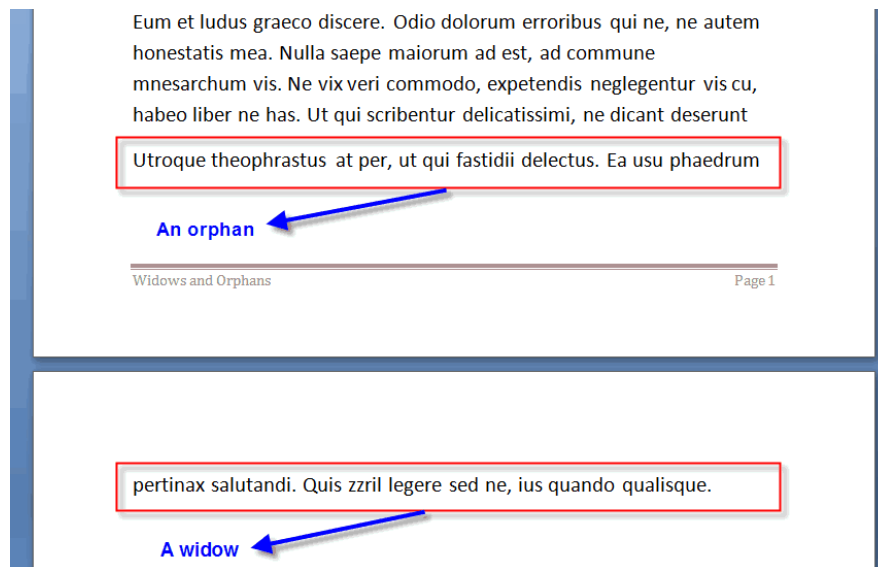 Eum et ludus graeco discere. Odio dolorum erroribus qui ne, ne autem
honestatis mea. Nulla saepe maiorum ad est, ad commune
mnesarchum vis. Ne vix veri commodo, expetendis neglegentur vis cu,
habeo liber ne has. Ut qui scribentur delicatissimi, ne dicant deserunt
Utroque theophrastus at per, ut qui fastidii delectus. Ea usu phaedrum
An orphan
Widows and Orphans Page 1
pertinax salutandi. Quis zzril legere sed ne, ius quando qualisque.
A widow